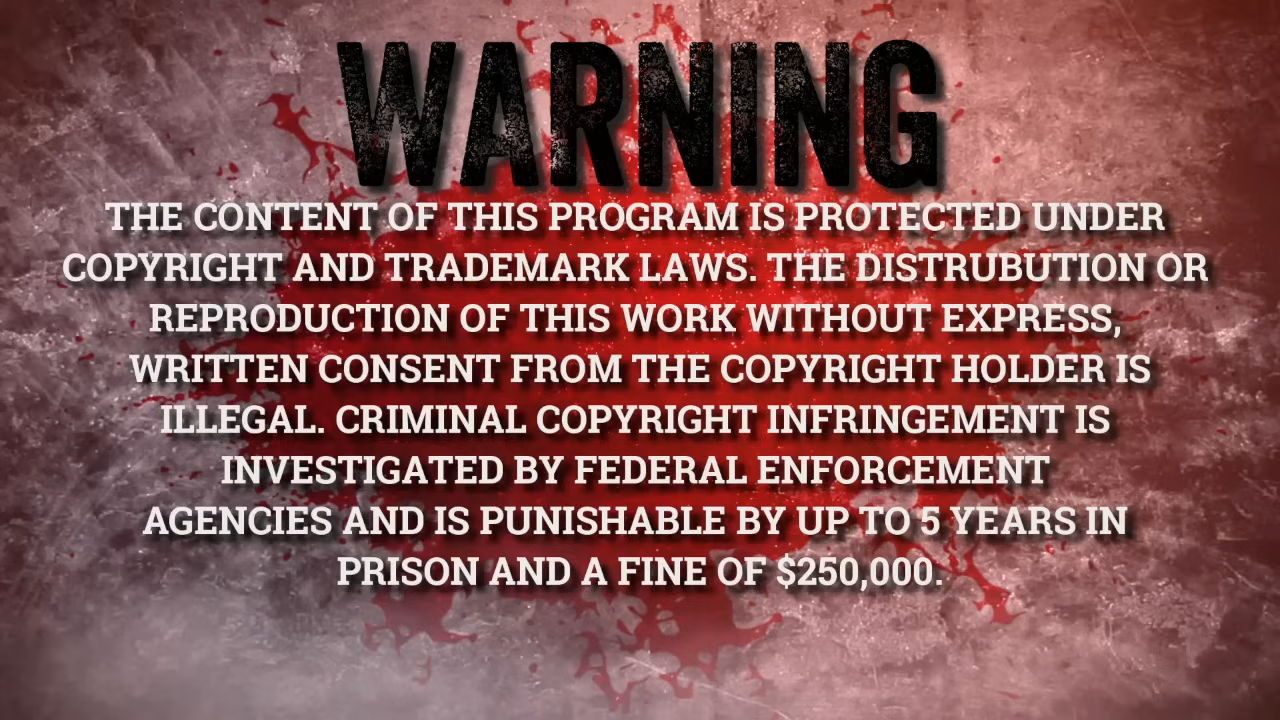 WARNING
THE CONTENT OF THIS PROGRAM IS PROTECTED UNDER
COPYRIGHT AND TRADEMARK LAWS. THE DISTRUBUTION OR
REPRODUCTION OF THIS WORK WITHOUT EXPRESS,
WRITTEN CONSENT FROM THE COPYRIGHT HOLDER IS
ILLEGAL. CRIMINAL COPYRIGHT INFRINGEMENT IS
INVESTIGATED BY FEDERAL ENFORCEMENT
AGENCIES AND IS PUNISHABLE BY UP TO 5 YEARS IN
PRISON AND A FINE OF $250,000.